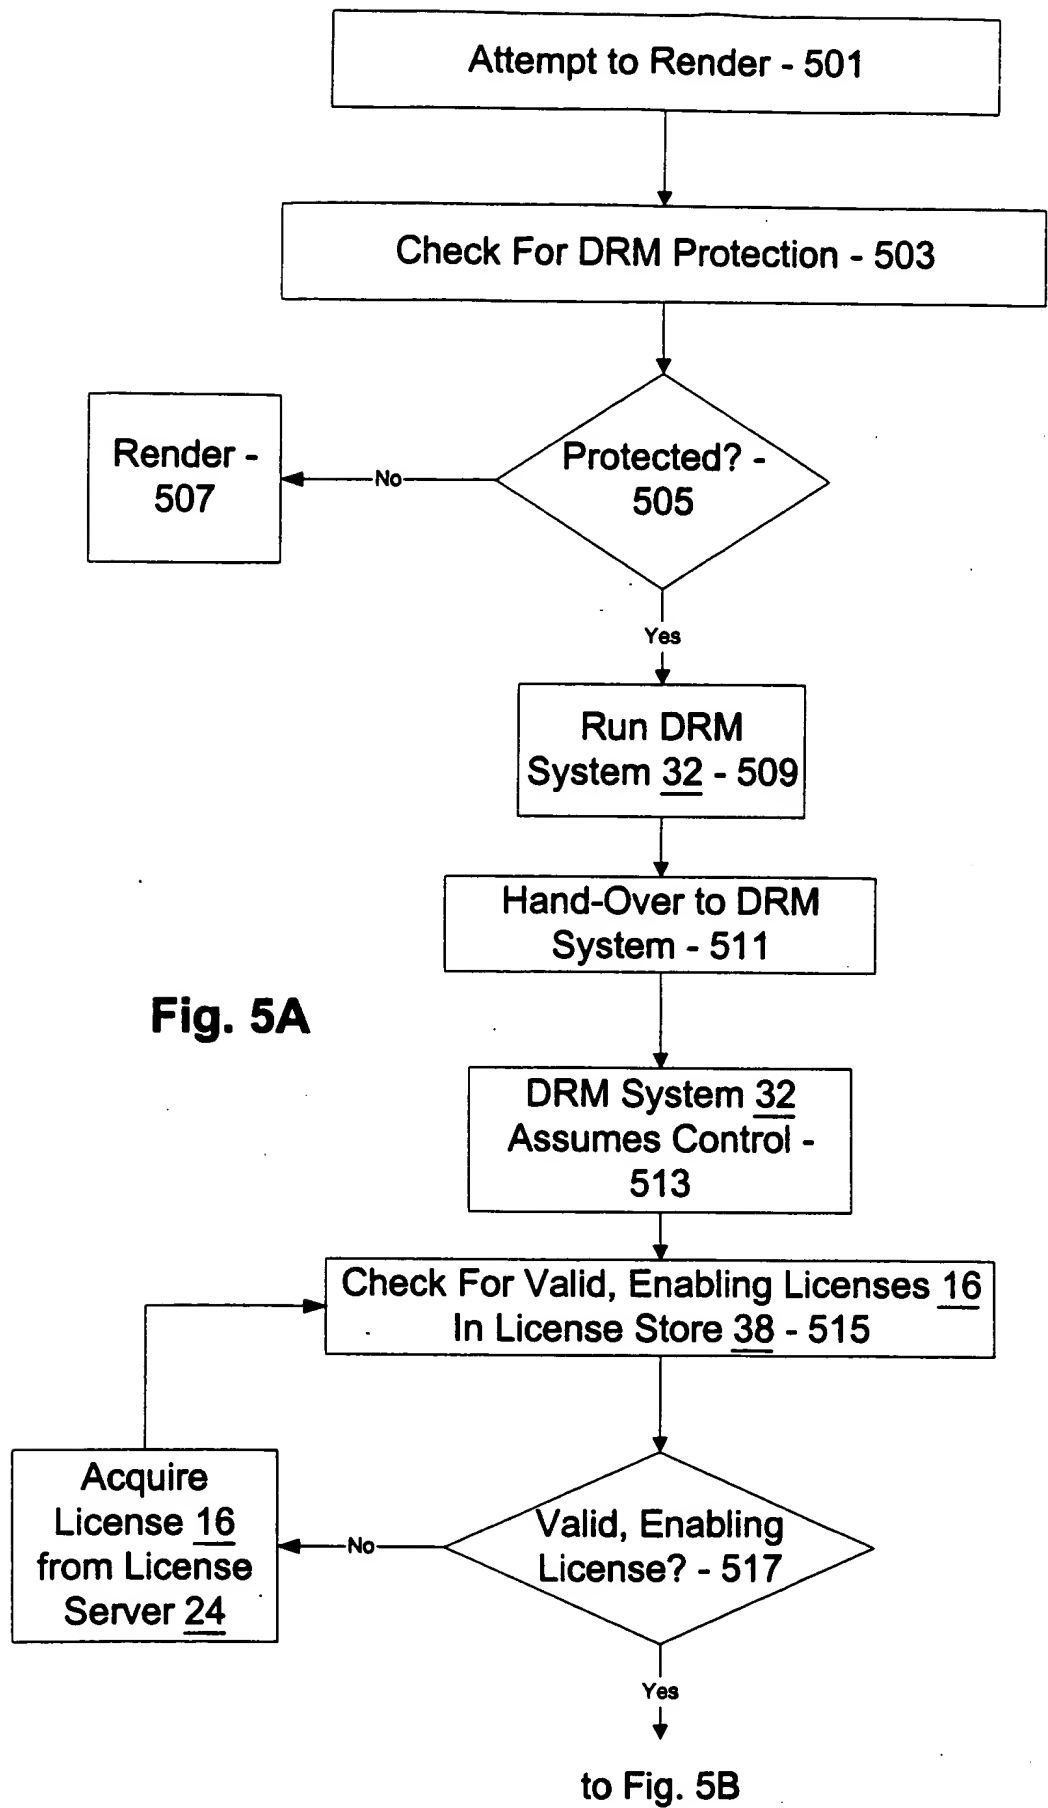 Attempt to Render - 501
Check For DRM Protection - 503
Protected? -
505
No
Render -
507
Yes
Run DRM
System 32 - 509
Hand-Over to DRM
System - 511
Fig. 5A
DRM System 32
Assumes Control -
513
Check For Valid, Enabling Licenses 16
In License Store 38 - 515
Valid, Enabling
License? - 517
No
Acquire
License 16
from License
Server 24
Yes
to Fig. 5B